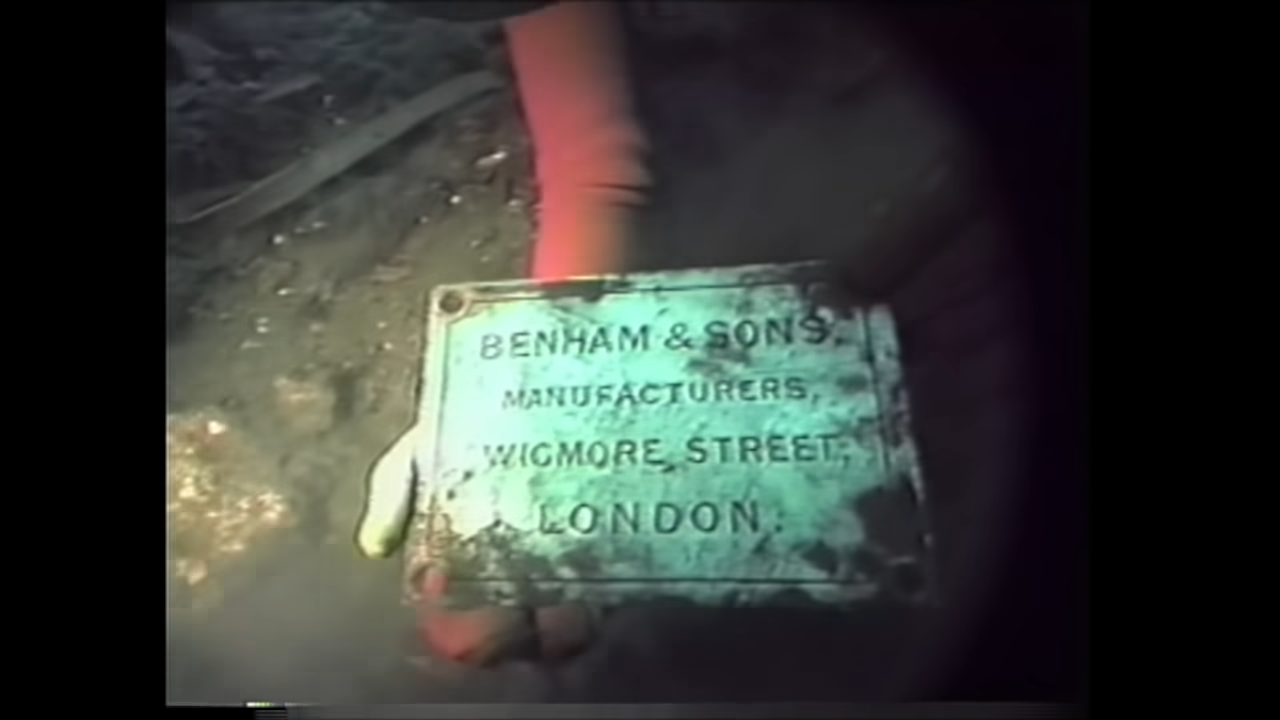 BENHAM & SONS,
MANUFACTURERS,
WIGMORE STREET,
LONDON.